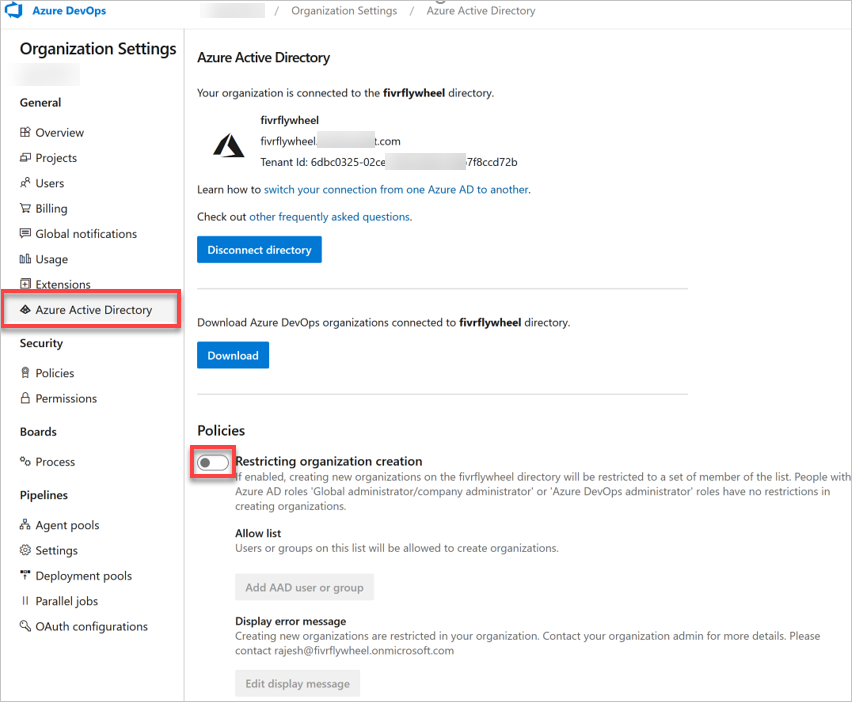 Azure DevOps / Organization Settings / Azure Active Directory
Organization Settings
General
Overview
Projects
Users
Billing
Global notifications
Usage
Extensions
Azure Active Directory
Security
Policies
Permissions
Boards
Process
Pipelines
Agent pools
Settings
Deployment pools
Parallel jobs
OAuth configurations
Azure Active Directory
Your organization is connected to the fivrflywheel directory.
fivrflywheel
fivrflywheel. t.com
Tenant Id: 6dbc0325-02ce 7f8ccd72b
Learn how to switch your connection from one Azure AD to another.
Check out other frequently asked questions.
Disconnect directory
Download Azure DevOps organizations connected to fivrflywheel directory.
Download
Policies
Restricting organization creation
If enabled, creating new organizations on the fivrflywheel directory will be restricted to a set of member of the list. People with
Azure AD roles 'Global administrator/company administrator' or 'Azure DevOps administrator' roles have no restrictions in
creating organizations.
Allow list
Users or groups on this list will be allowed to create organizations.
Add AAD user or group
Display error message
Creating new organizations are restricted in your organization. Contact your organization admin for more details. Please
contact rajesh@fivrflywheel.onmicrosoft.com
Edit display message